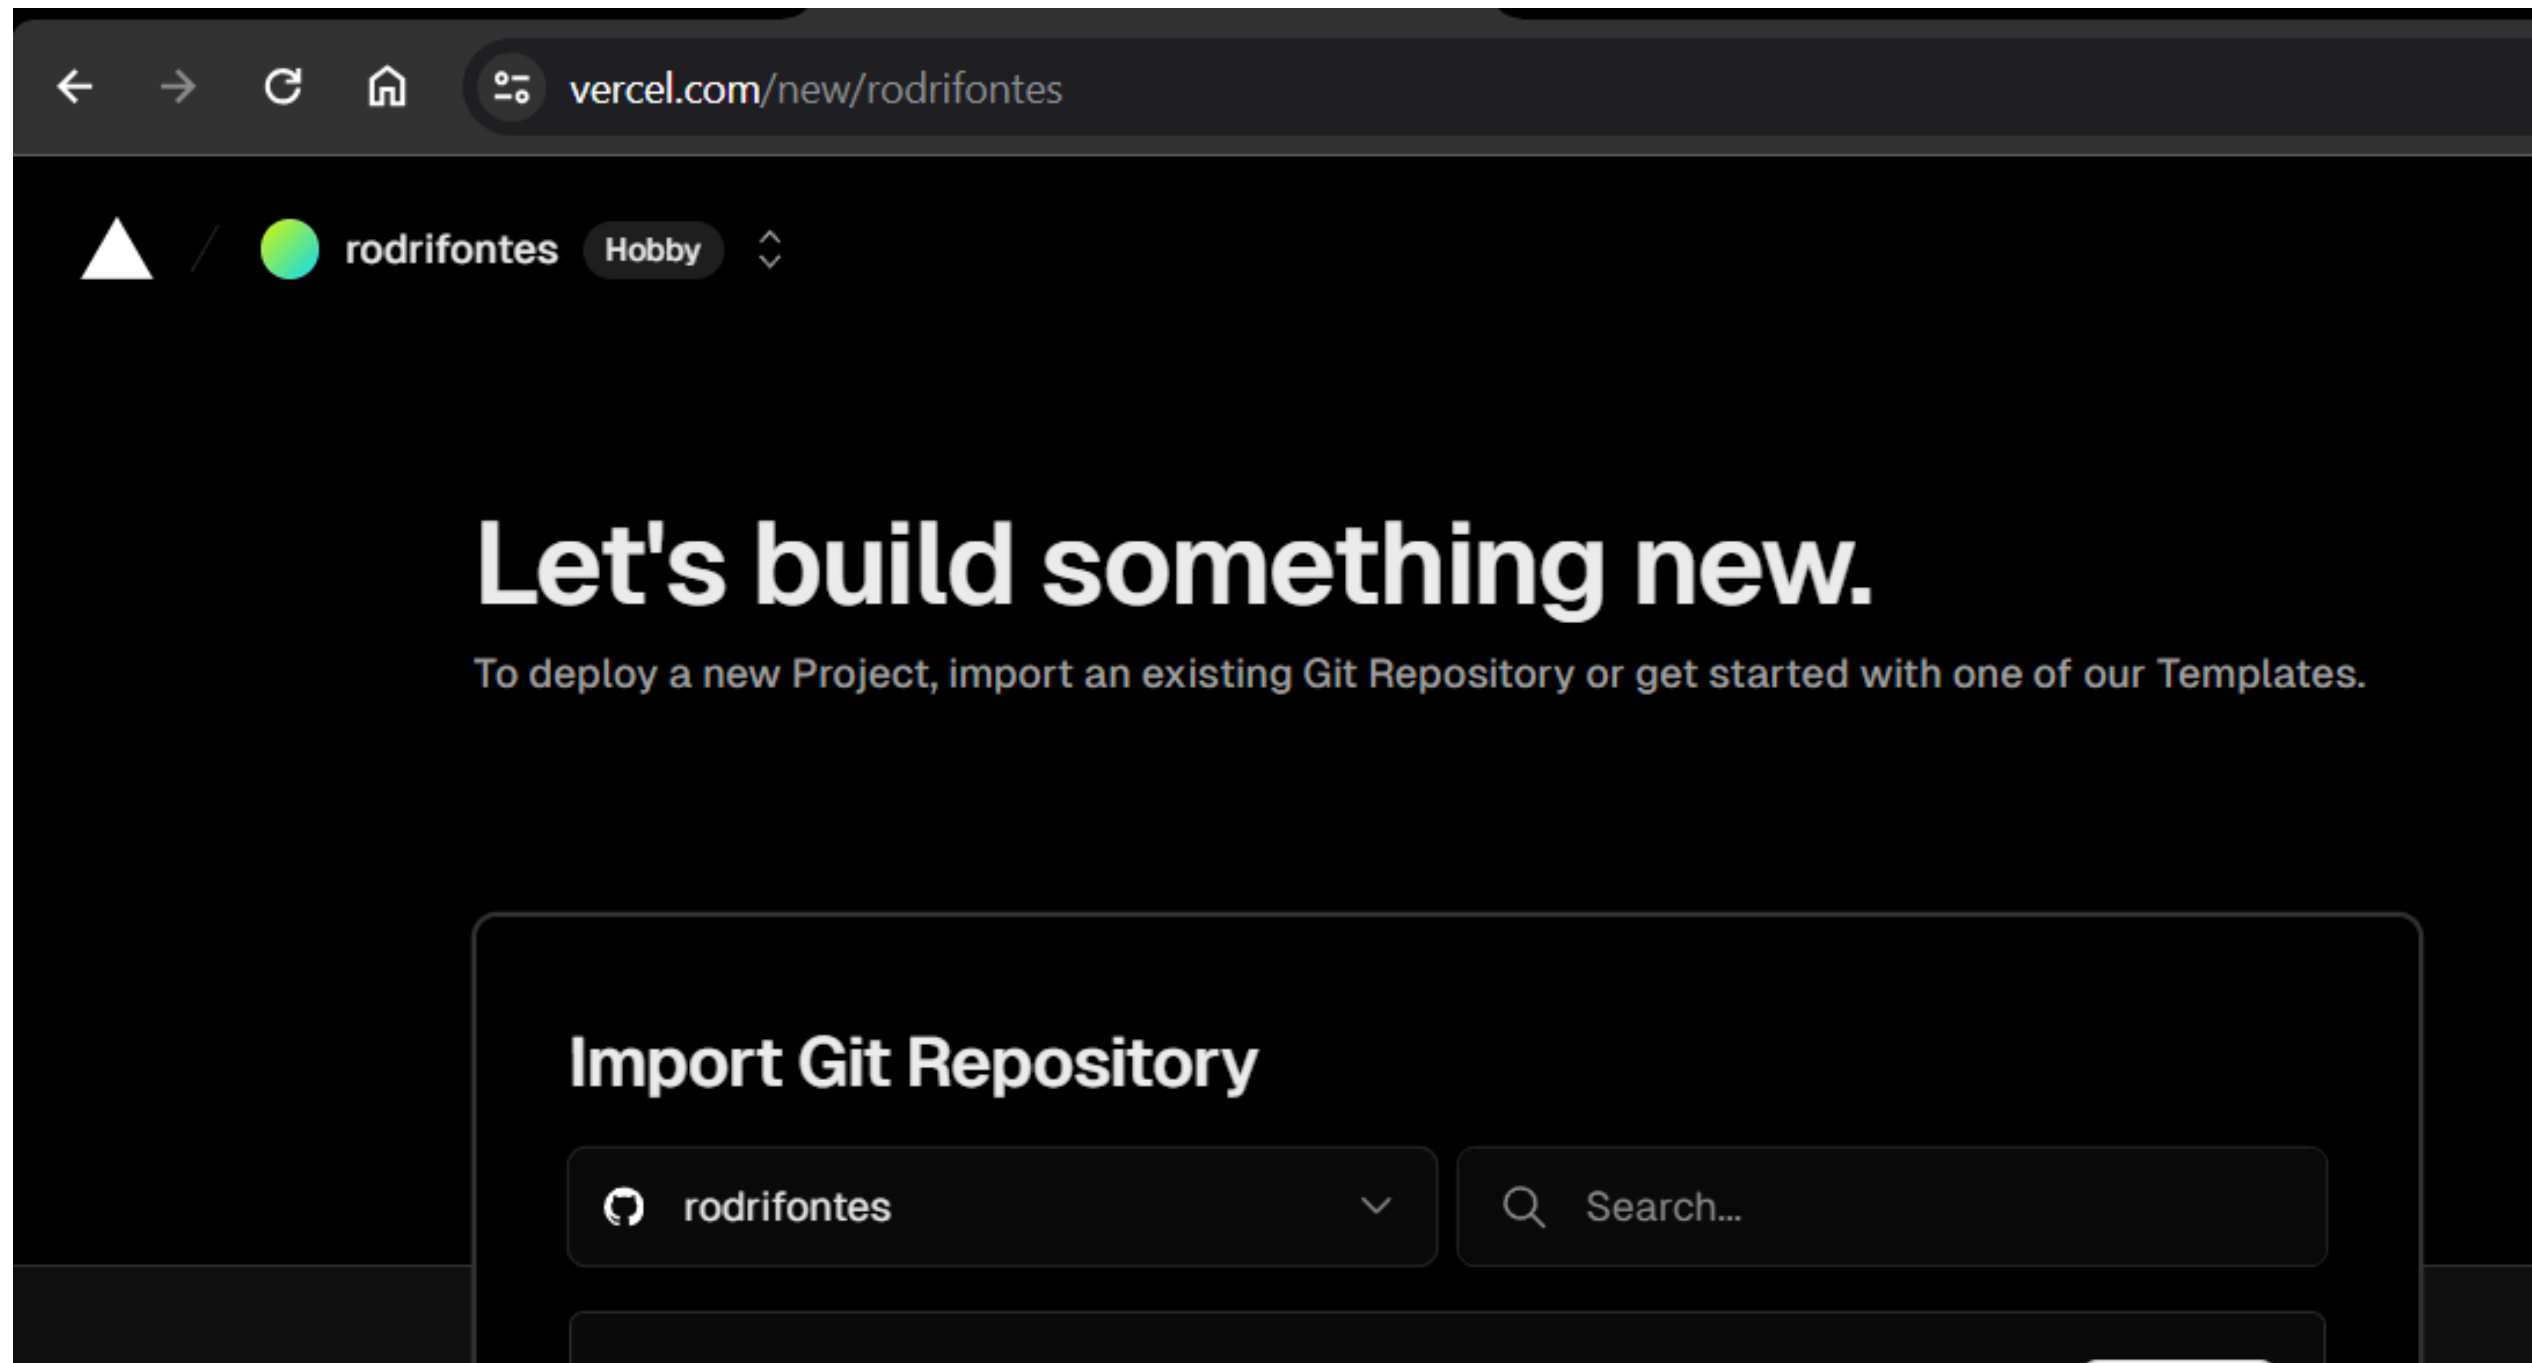 vercel.com/new/rodrifontes
rodrifontes Hobby
Let's build something new.
To deploy a new Project, import an existing Git Repository or get started with one of our Templates.
Import Git Repository
rodrifontes
Search...